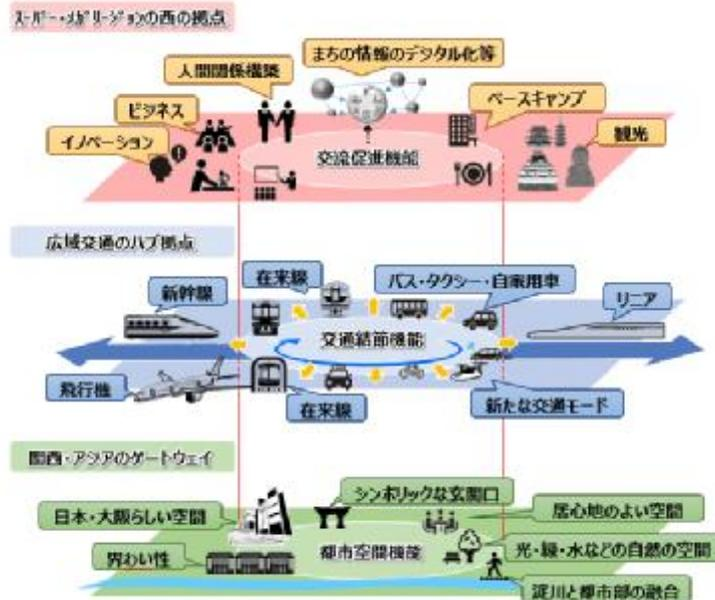 スーパー・メガリージョンの西の拠点
まちの情報のデジタル化等
人間関係構築
ビジネス
イノベーション
ベースキャンプ
観光
交流促進機能
広域交通のハブ拠点
新幹線
在来線
バス・タクシー・自家用車
リニア
交通結節機能
飛行機
在来線
新たな交通モード
関西・アジアのゲートウェイ
シンボリックな玄関口
日本・大阪らしい空間
居心地のよい空間
界わい性
都市空間機能
光・緑・水などの自然の空間
淀川と都市部の融合